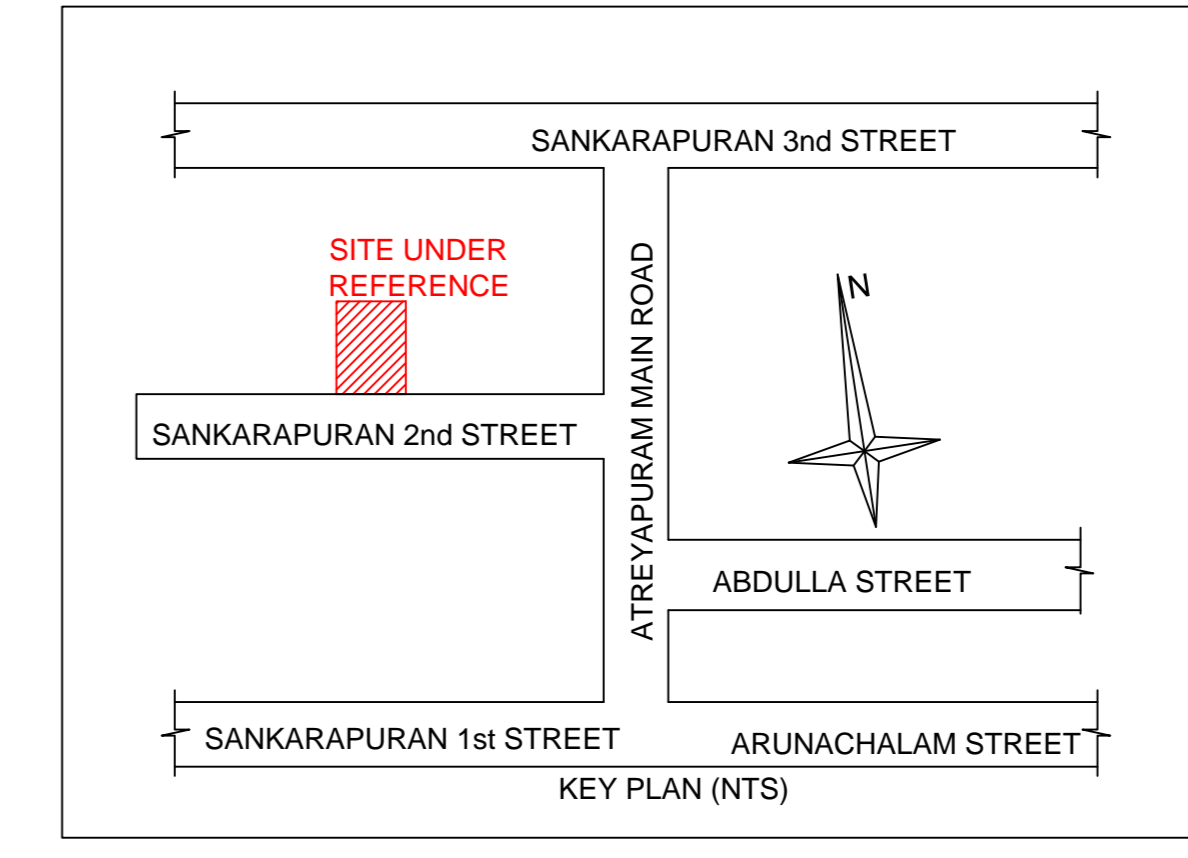 SANKARAPURAN 3nd STREET
SITE UNDER
REFERENCE
ATREYAPURAM MAIN ROAD
N
SANKARAPURAN 2nd STREET
ABDULLA STREET
SANKARAPURAN 1st STREET
ARUNACHALAM STREET
KEY PLAN (NTS)